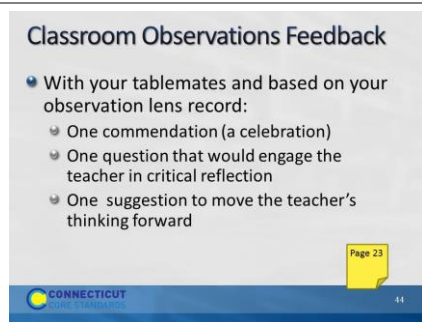 Classroom Observations Feedback
With your tablemates and based on your
observation lens record:
One commendation (a celebration)
One question that would engage the
teacher in critical reflection
One suggestion to move the teacher's
thinking forward
Page 23
CONNECTICUT
CORE STANDARDS
44